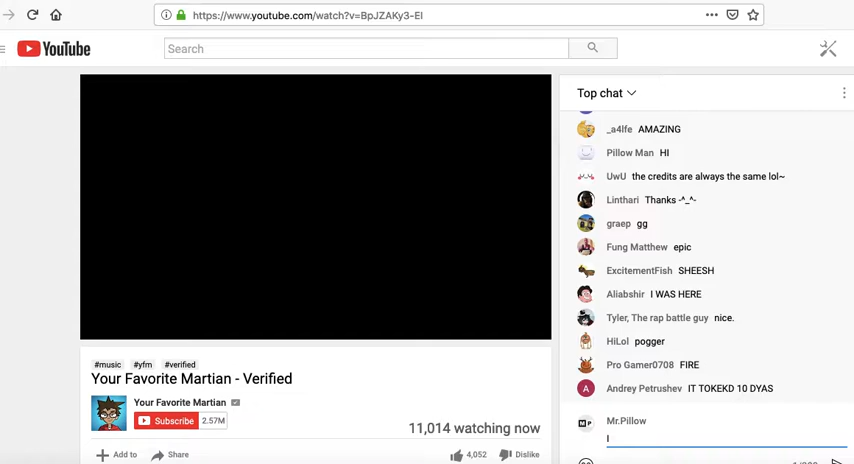 https://www.youtube.com/watch?v=BpJZAKy3-EI
YouTube
Search
Top chat
_a4lfe AMAZING
Pillow Man HI
UwU the credits are always the same lol~
Linthari Thanks -^_^-
graep gg
Fung Matthew epic
ExcitementFish SHEESH
Aliabshir I WAS HERE
Tyler, The rap battle guy nice.
HiLol pogger
Pro Gamer0708 FIRE
A Andrey Petrushev IT TOKEKD 10 DYAS
MP Mr.Pillow
I
#music #yfm #verified
Your Favorite Martian - Verified
Your Favorite Martian
Subscribe 2.57M
11,014 watching now
Add to Share 4,052 Dislike